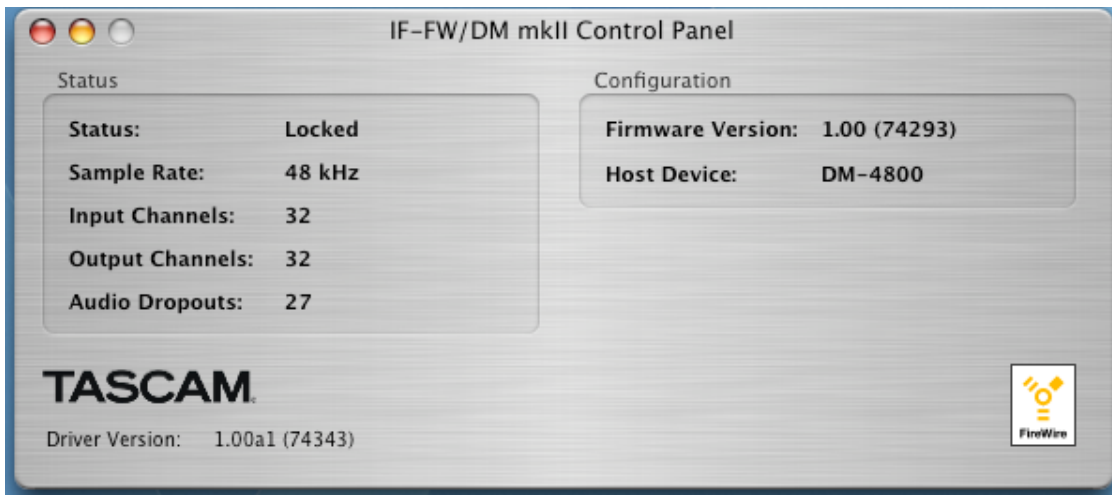 IF-FW/DM mkII Control Panel
Status
Status: Locked
Sample Rate: 48 kHz
Input Channels: 32
Output Channels: 32
Audio Dropouts: 27
Configuration
Firmware Version: 1.00 (74293)
Host Device: DM-4800
TASCAM
Driver Version: 1.00a1 (74343)
FireWire